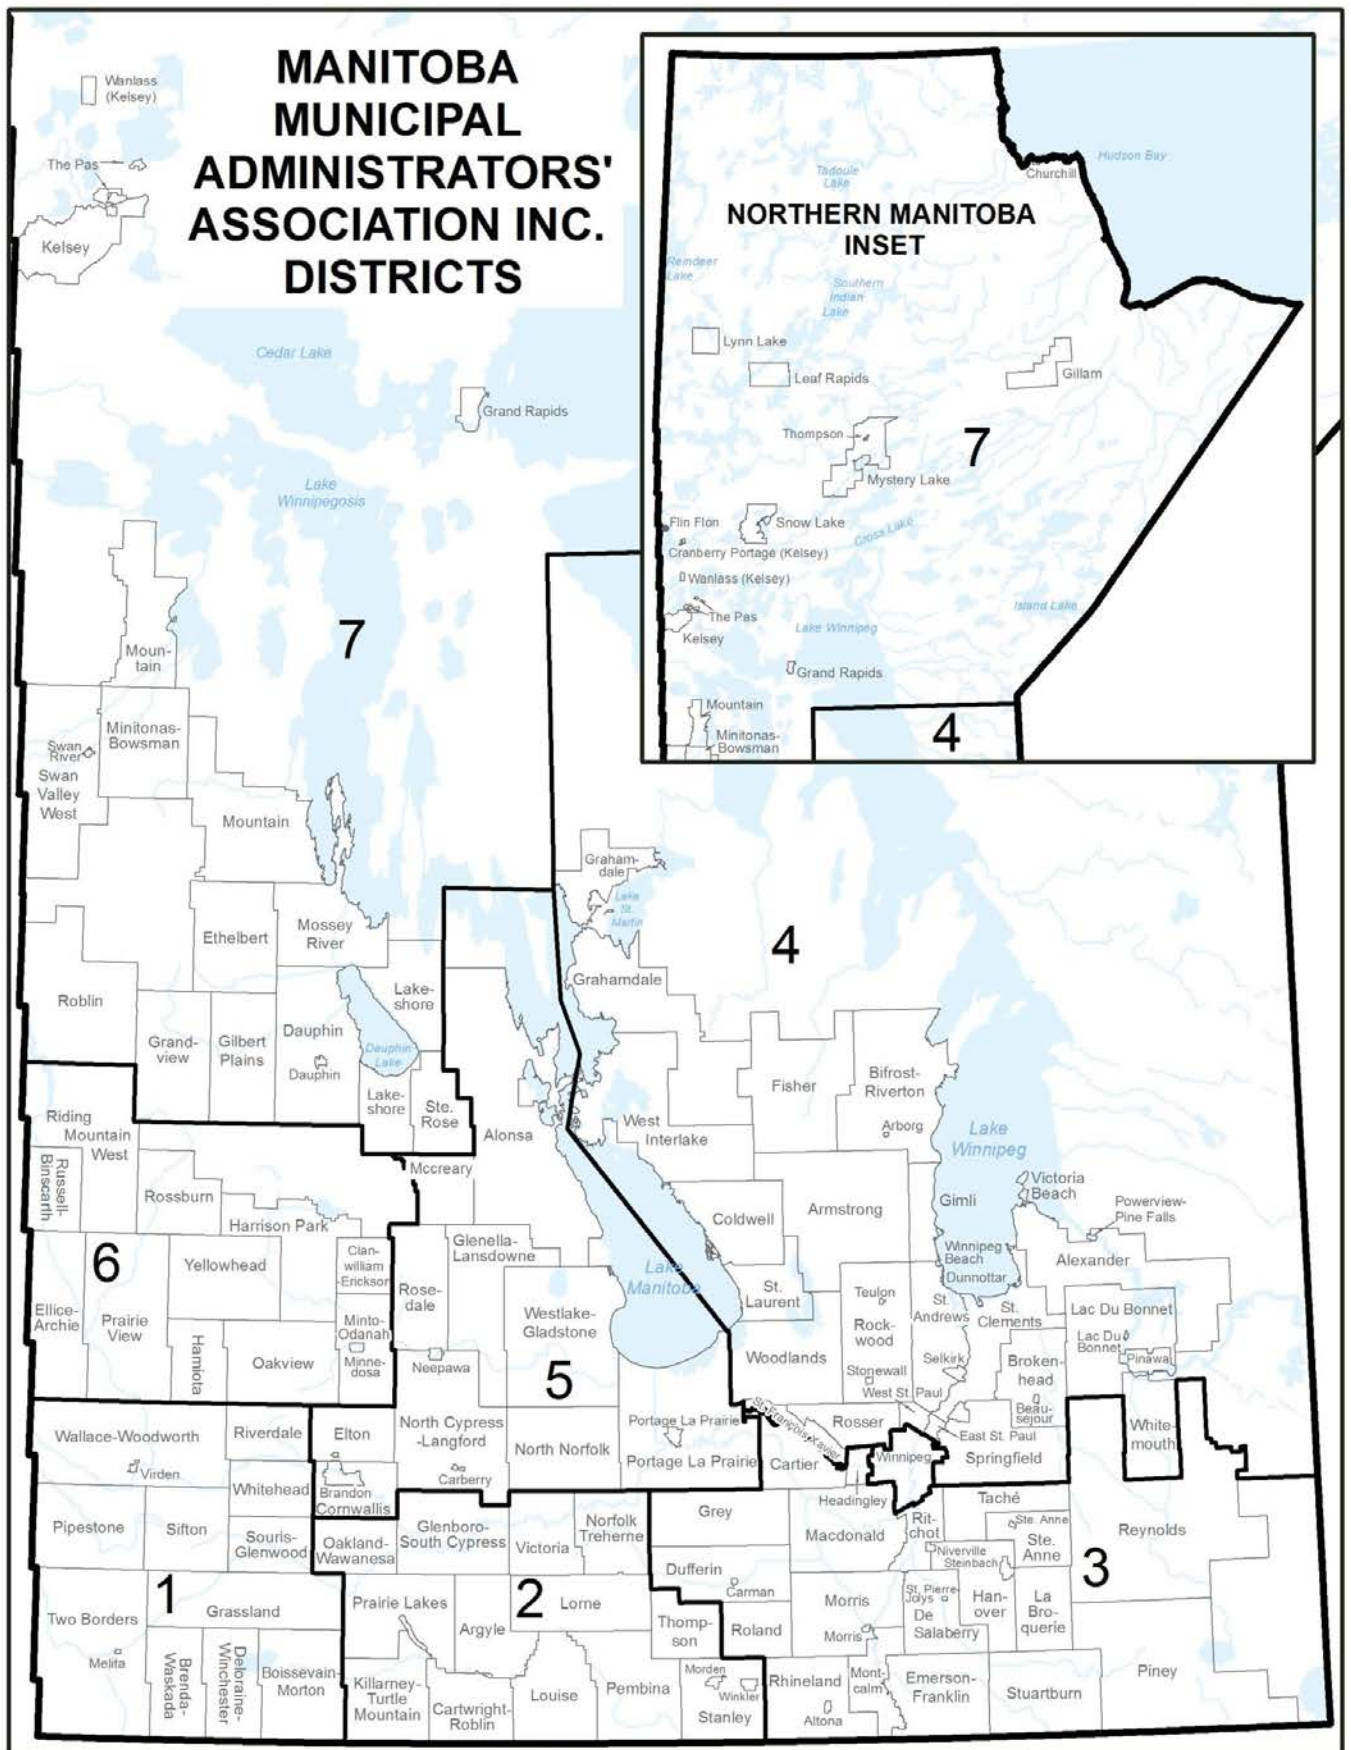 MANITOBA
MUNICIPAL
ADMINISTRATORS'
ASSOCIATION INC.
DISTRICTS
Wanlass
(Kelsey)
The Pas
Kelsey
Cedar Lake
Grand Rapids
Lake
Winnipegosis
7
Moun-
tain
Minitonas-
Bowsman
Swan
River
Swan
Valley
West
Mountain
Ethelbert
Mossey
River
Roblin
Lake-
shore
Grand-
view
Gilbert
Plains
Dauphin
Dauphin
Dauphin
Lake
Lake-
shore
Ste.
Rose
NORTHERN MANITOBA
INSET
Hudson Bay
Churchill
Tadoule
Lake
Reindeer
Lake
Southern
Indian
Lake
Lynn Lake
Leaf Rapids
Gillam
Thompson
7
Mystery Lake
Flin Flon
Snow Lake
Cross Lake
Cranberry Portage (Kelsey)
Wanlass (Kelsey)
The Pas
Kelsey
Lake Winnipeg
Island Lake
Grand Rapids
Mountain
Minitonas-
Bowsman
4
Graham-
dale
Lake
St.
Martin
4
Grahamdale
Fisher
Bifrost-
Riverton
Arborg
Lake
Winnipeg
West
Interlake
Alonsa
Riding
Mountain
West
Russell-
Binscarth
Mccreary
Rossburn
Harrison Park
Coldwell
Armstrong
Gimli
Victoria
Beach
Powerview-
Pine Falls
Alexander
Winnipeg
Beach
Dunnottar
6
Yellowhead
Clan-
william
-Erickson
Glenella-
Lansdowne
Rose-
dale
Lake
Manitoba
St.
Laurent
Teulon
Rock-
wood
St.
Andrews
St.
Clements
Lac Du Bonnet
Lac Du
Bonnet
Pinawa
Ellice-
Archie
Prairie
View
Hamiota
Oakview
Minto-
Odanah
Minne-
dosa
Westlake-
Gladstone
Neepawa
5
Woodlands
Stonewall
Selkirk
West St. Paul
Broken-
head
Beau-
sejour
White-
mouth
Wallace-Woodworth
Riverdale
Elton
North Cypress
-Langford
North Norfolk
Portage La Prairie
Portage La Prairie
St. François Xavier
Rosser
East St. Paul
Cartier
Winnipeg
Springfield
Virden
Whitehead
Brandon
Cornwallis
Carberry
Headingley
Taché
Pipestone
Sifton
Souris-
Glenwood
Oakland-
Wawanesa
Glenboro-
South Cypress
Victoria
Norfolk
Treherne
Grey
Macdonald
Rit-
chot
Ste. Anne
Ste.
Anne
Niverville
Steinbach
Reynolds
3
Dufferin
Carman
1
Two Borders
Grassland
Prairie Lakes
2
Argyle
Lorne
Thomp-
son
Roland
Morris
Morris
St. Pierre-
Jolys
De
Salaberry
Han-
over
La
Bro-
querie
Melita
Brenda-
Waskada
Deloraine-
Winchester
Boissevain-
Morton
Killarney-
Turtle
Mountain
Cartwright-
Roblin
Louise
Pembina
Morden
Winkler
Stanley
Rhineland
Altona
Mont-
calm
Emerson-
Franklin
Stuartburn
Piney